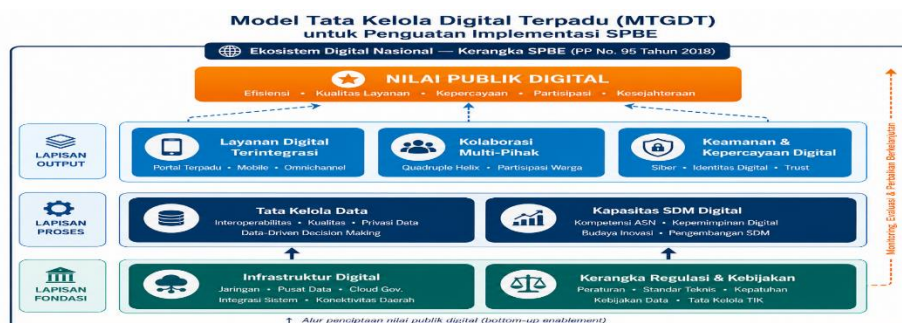 Model Tata Kelola Digital Terpadu (MTGDT)
untuk Penguatan Implementasi SPBE
Ekosistem Digital Nasional — Kerangka SPBE (PP No. 95 Tahun 2018)
NILAI PUBLIK DIGITAL
Efisiensi • Kualitas Layanan • Kepercayaan • Partisipasi • Kesejahteraan
LAPISAN
OUTPUT
Layanan Digital
Terintegrasi
Portal Terpadu • Mobile • Omnichannel
Kolaborasi
Multi-Pihak
Quadruple Helix • Partisipasi Warga
Keamanan &
Kepercayaan Digital
Siber • Identitas Digital • Trust
LAPISAN
PROSES
Tata Kelola Data
Interoperabilitas • Kualitas • Privasi Data
Data-Driven Decision Making
Kapasitas SDM Digital
Kompetensi ASN • Kepemimpinan Digital
Budaya Inovasi • Pengembangan SDM
LAPISAN
FONDASI
Infrastruktur Digital
Jaringan • Pusat Data • Cloud Gov.
Integrasi Sistem • Konektivitas Daerah
Kerangka Regulasi & Kebijakan
Peraturan • Standar Teknis • Kepatuhan
Kebijakan Data • Tata Kelola TIK
Monitoring, Evaluasi & Perbaikan Berkelanjutan
↑ Alur penciptaan nilai publik digital (bottom-up enablement)